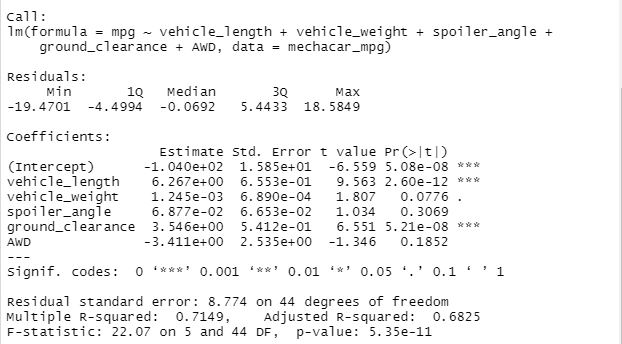 Call:
lm(formula = mpg ~ vehicle_length + vehicle_weight + spoiler_angle +
    ground_clearance + AWD, data = mechacar_mpg)
Residuals:
     Min       1Q   Median       3Q      Max
-19.4701  -4.4994  -0.0692   5.4433  18.5849
Coefficients:
                   Estimate Std. Error t value Pr(>|t|)
(Intercept)      -1.040e+02  1.585e+01  -6.559 5.08e-08 ***
vehicle_length    6.267e+00  6.553e-01   9.563 2.60e-12 ***
vehicle_weight    1.245e-03  6.890e-04   1.807   0.0776 .
spoiler_angle     6.877e-02  6.653e-02   1.034   0.3069
ground_clearance  3.546e+00  5.412e-01   6.551 5.21e-08 ***
AWD              -3.411e+00  2.535e+00  -1.346   0.1852
---
Signif. codes:  0 ‘***’ 0.001 ‘**’ 0.01 ‘*’ 0.05 ‘.’ 0.1 ‘ ’ 1
Residual standard error: 8.774 on 44 degrees of freedom
Multiple R-squared:  0.7149,    Adjusted R-squared:  0.6825
F-statistic: 22.07 on 5 and 44 DF,  p-value: 5.35e-11